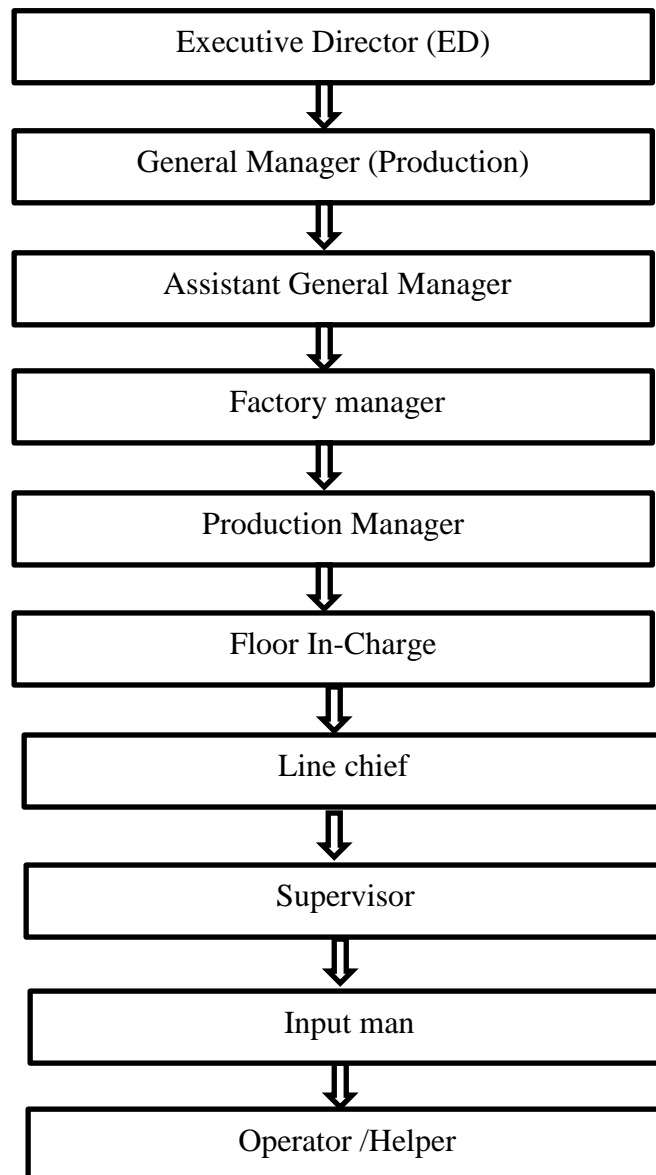 Executive Director (ED)
General Manager (Production)
Assistant General Manager
Factory manager
Production Manager
Floor In-Charge
Line chief
Supervisor
Input man
Operator /Helper